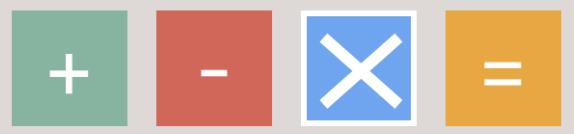 + - × =